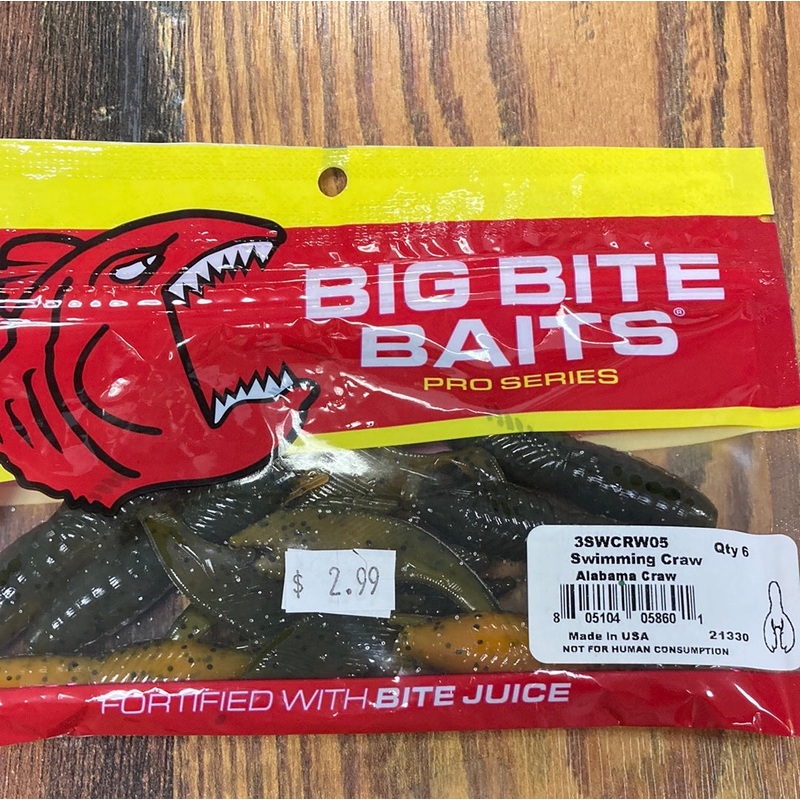 BIG BITE
BAITS®
PRO SERIES
3SWCRW05
Qty 6
Swimming Craw
Alabama Craw
8 05104 05860 1
Made in USA 21330
NOT FOR HUMAN CONSUMPTION
$ 2.99
FORTIFIED WITH BITE JUICE